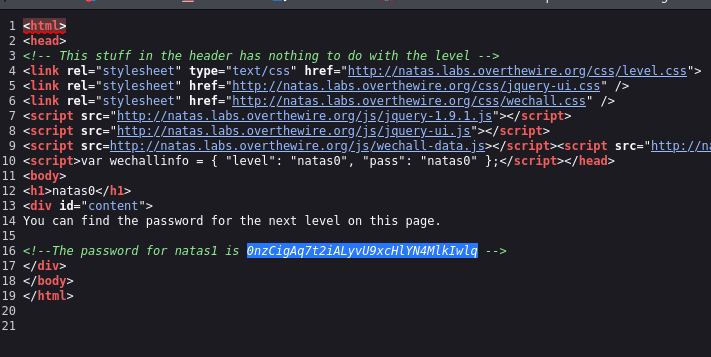 1 <html>
2 <head>
3 <!-- This stuff in the header has nothing to do with the level -->
4 <link rel="stylesheet" type="text/css" href="http://natas.labs.overthewire.org/css/level.css">
5 <link rel="stylesheet" href="http://natas.labs.overthewire.org/css/jquery-ui.css" />
6 <link rel="stylesheet" href="http://natas.labs.overthewire.org/css/wechall.css" />
7 <script src="http://natas.labs.overthewire.org/js/jquery-1.9.1.js"></script>
8 <script src="http://natas.labs.overthewire.org/js/jquery-ui.js"></script>
9 <script src=http://natas.labs.overthewire.org/js/wechall-data.js></script><script src="http://na
10 <script>var wechallinfo = { "level": "natas0", "pass": "natas0" };</script></head>
11 <body>
12 <h1>natas0</h1>
13 <div id="content">
14 You can find the password for the next level on this page.
15
16 <!--The password for natas1 is 0nzCigAq7t2iALyvU9xcHlYN4MlkIwlq -->
17 </div>
18 </body>
19 </html>
20
21